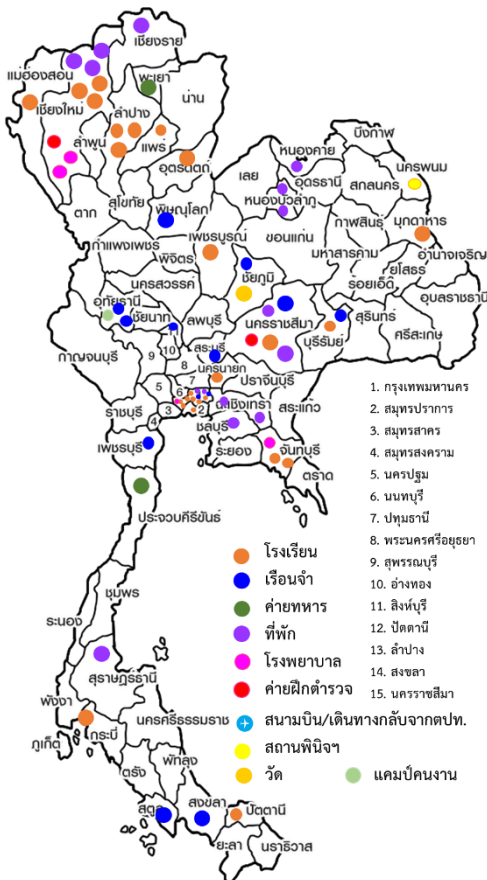 เชียงราย
แม่ฮ่องสอน
พะเยา
น่าน
เชียงใหม่
ลำปาง
ลำพูน
แพร่
อุตรดิตถ์
บึงกาฬ
หนองคาย
เลย
อุดรธานี
นครพนม
สกลนคร
หนองบัวลำภู
ตาก
สุโขทัย
พิษณุโลก
มุกดาหาร
กาฬสินธุ์
ขอนแก่น
เพชรบูรณ์
กำแพงเพชร
พิจิตร
มหาสารคาม
อำนาจเจริญ
ยโสธร
ร้อยเอ็ด
ชัยภูมิ
นครสวรรค์
อุบลราชธานี
อุทัยธานี
ชัยนาท
ลพบุรี
นครราชสีมา
สุรินทร์
บุรีรัมย์
ศรีสะเกษ
11
10
9
8
สระบุรี
กาญจนบุรี
นครนายก
ปราจีนบุรี
7
6
5
ฉะเชิงเทรา
สระแก้ว
ราชบุรี
3
2
4
ชลบุรี
เพชรบุรี
ระยอง
จันทบุรี
ตราด
ประจวบคีรีขันธ์
1. กรุงเทพมหานคร
2. สมุทรปราการ
3. สมุทรสาคร
4. สมุทรสงคราม
5. นครปฐม
6. นนทบุรี
7. ปทุมธานี
8. พระนครศรีอยุธยา
9. สุพรรณบุรี
10. อ่างทอง
11. สิงห์บุรี
12. ปัตตานี
13. ลำปาง
14. สงขลา
15. นครราชสีมา
โรงเรียน
เรือนจำ
ค่ายทหาร
ที่พัก
โรงพยาบาล
ค่ายฝึกตำรวจ
สนามบิน/เดินทางกลับจากตปท.
สถานพินิจฯ
วัด
แคมป์คนงาน
ชุมพร
ระนอง
สุราษฎร์ธานี
พังงา
นครศรีธรรมราช
ภูเก็ต
กระบี่
ตรัง
พัทลุง
สตูล
สงขลา
ปัตตานี
ยะลา
นราธิวาส